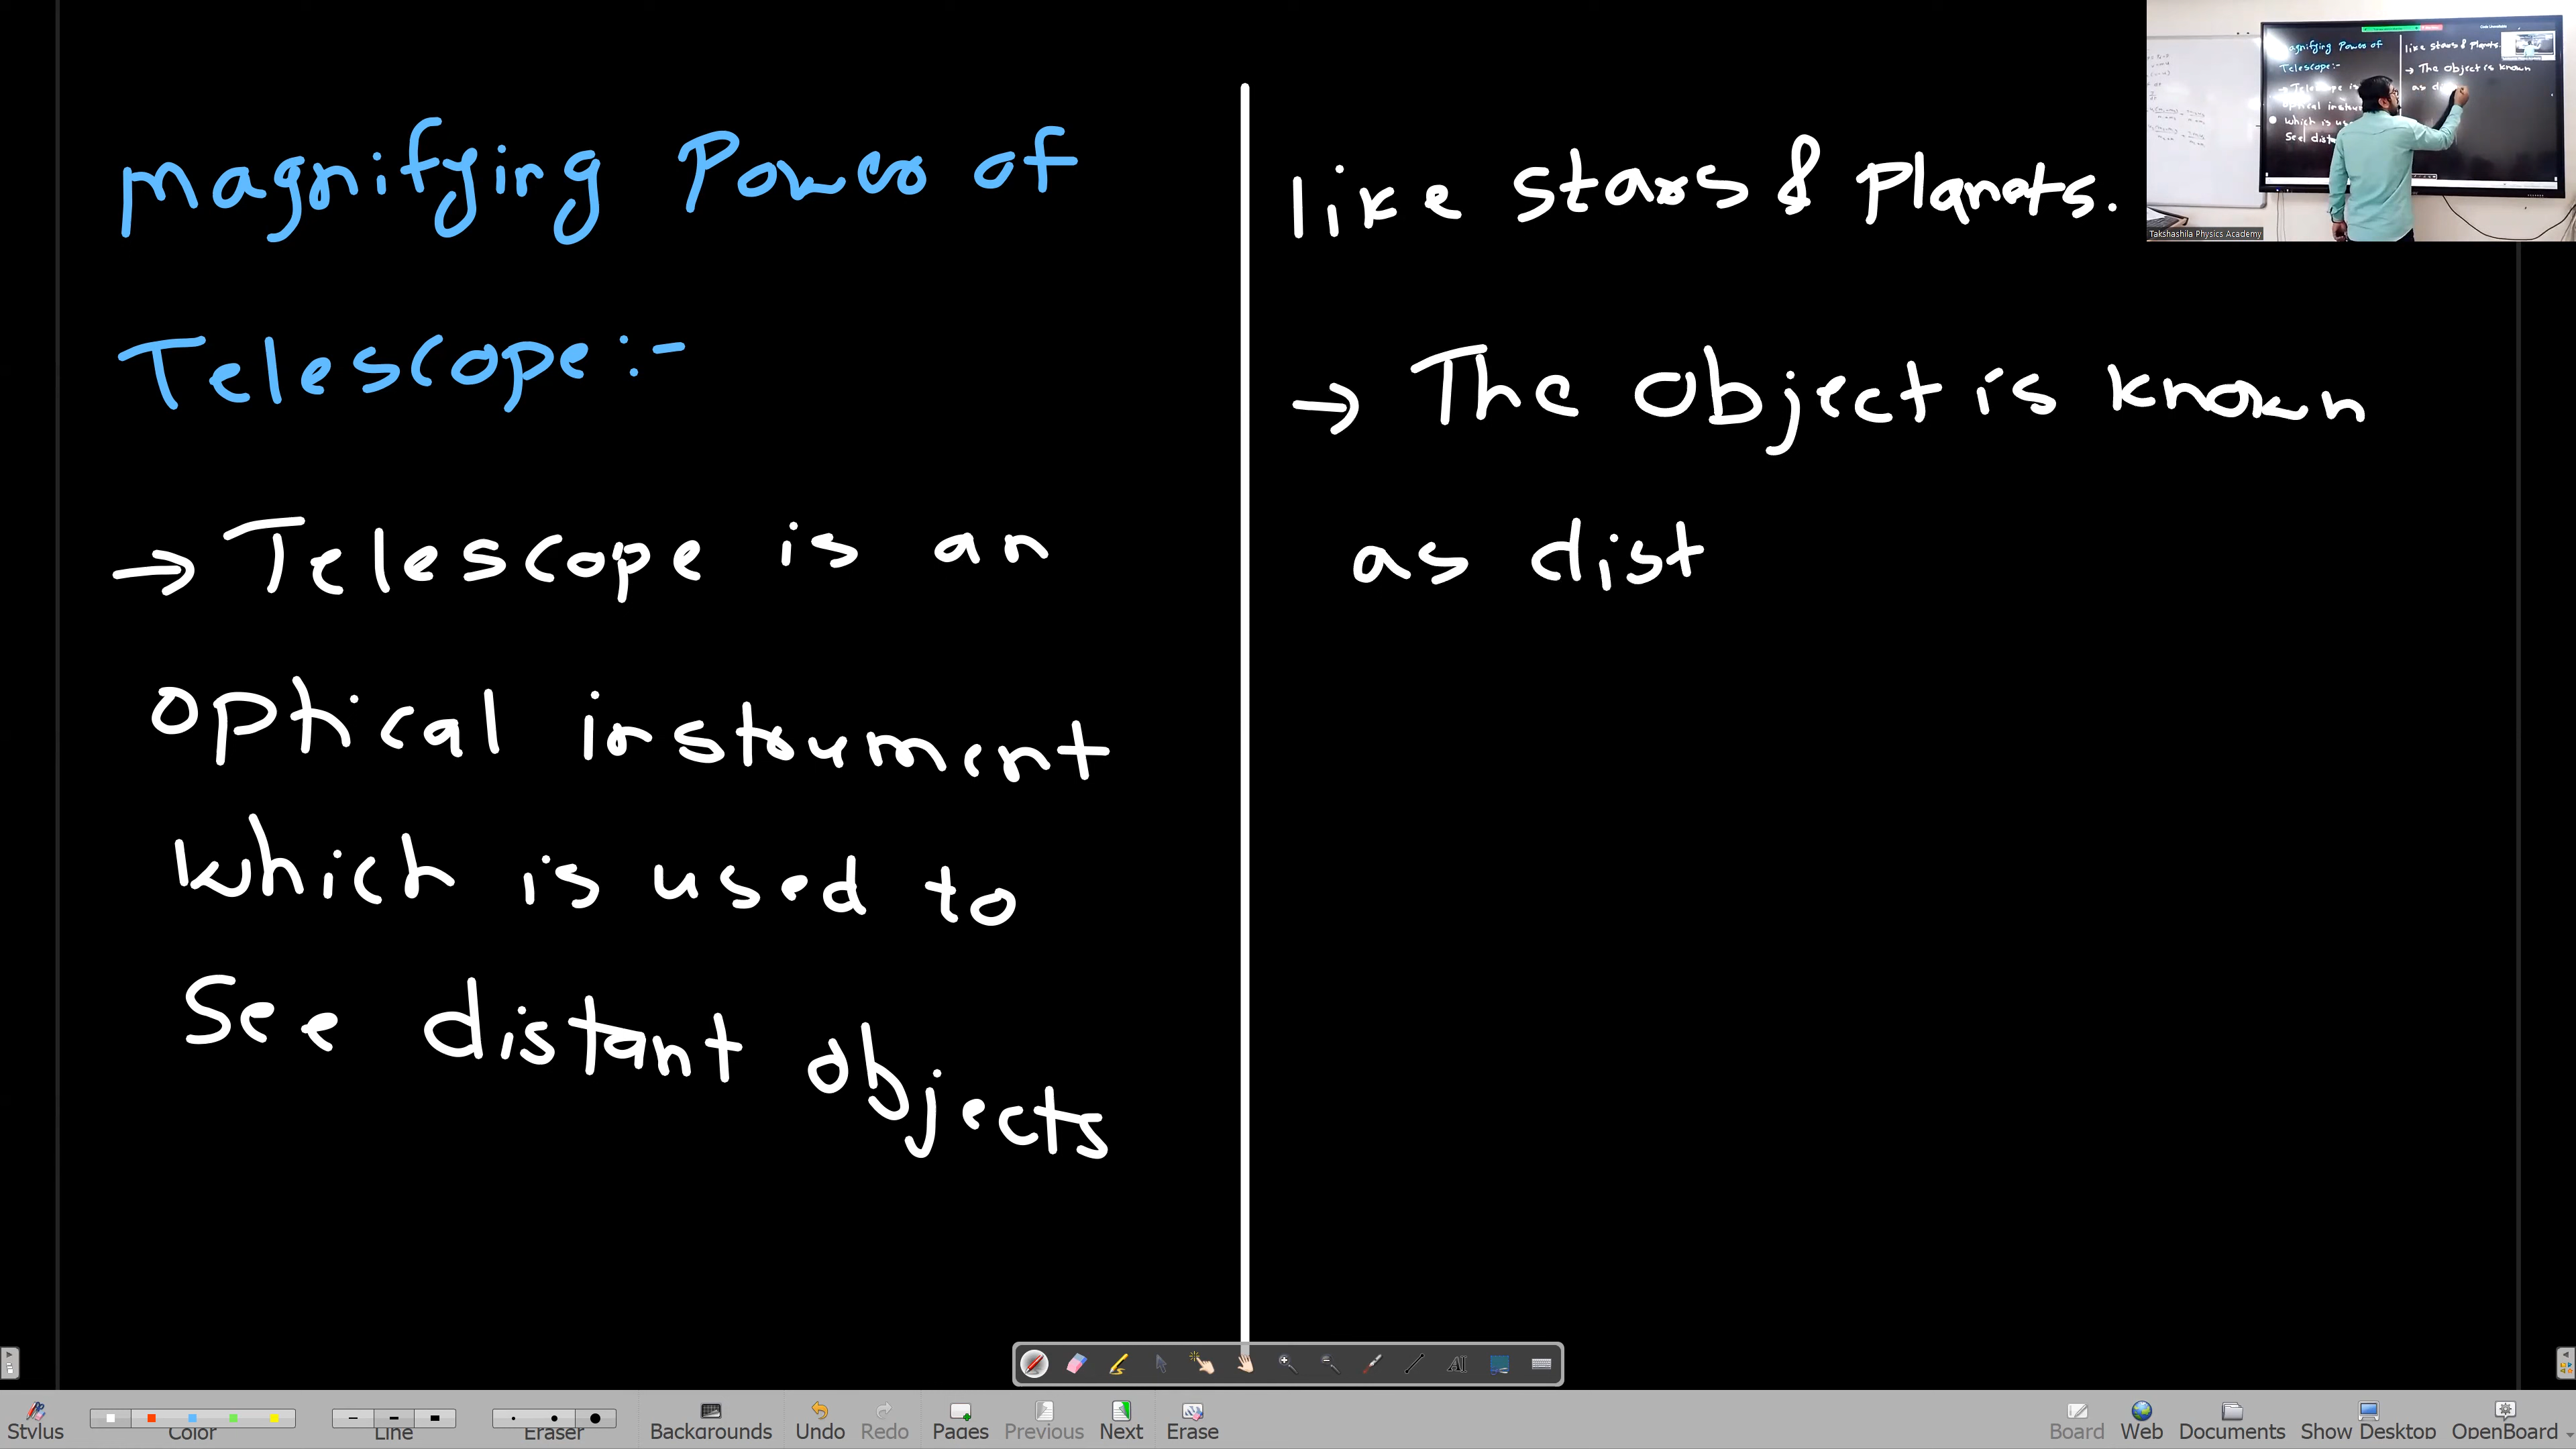 magnifying Power of
Telescope:-
→ Telescope is an
optical instrument
which is used to
See distant objects
like stars & planets.
→ The object is known
as dist
Takshashila Physics Academy
Stylus
Color
Line
Eraser
Backgrounds
Undo
Redo
Pages
Previous
Next
Erase
Board
Web
Documents
Show Desktop
OpenBoard